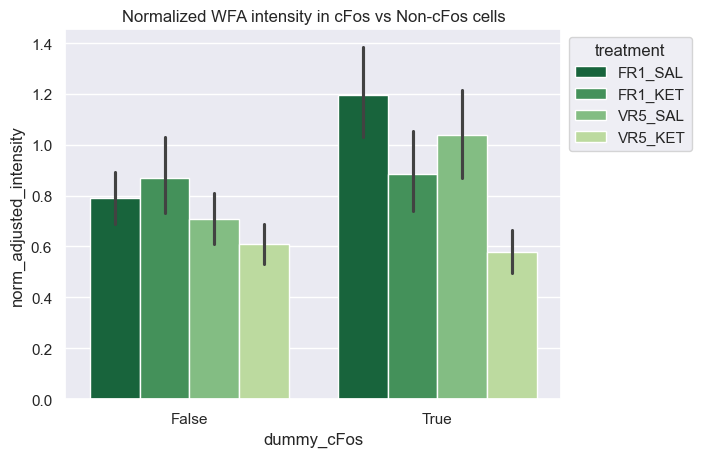 Normalized WFA intensity in cFos vs Non-cFos cells
norm_adjusted_intensity
1.4
1.2
1.0
0.8
0.6
0.4
0.2
0.0
False
True
dummy_cFos
treatment
FR1_SAL
FR1_KET
VR5_SAL
VR5_KET